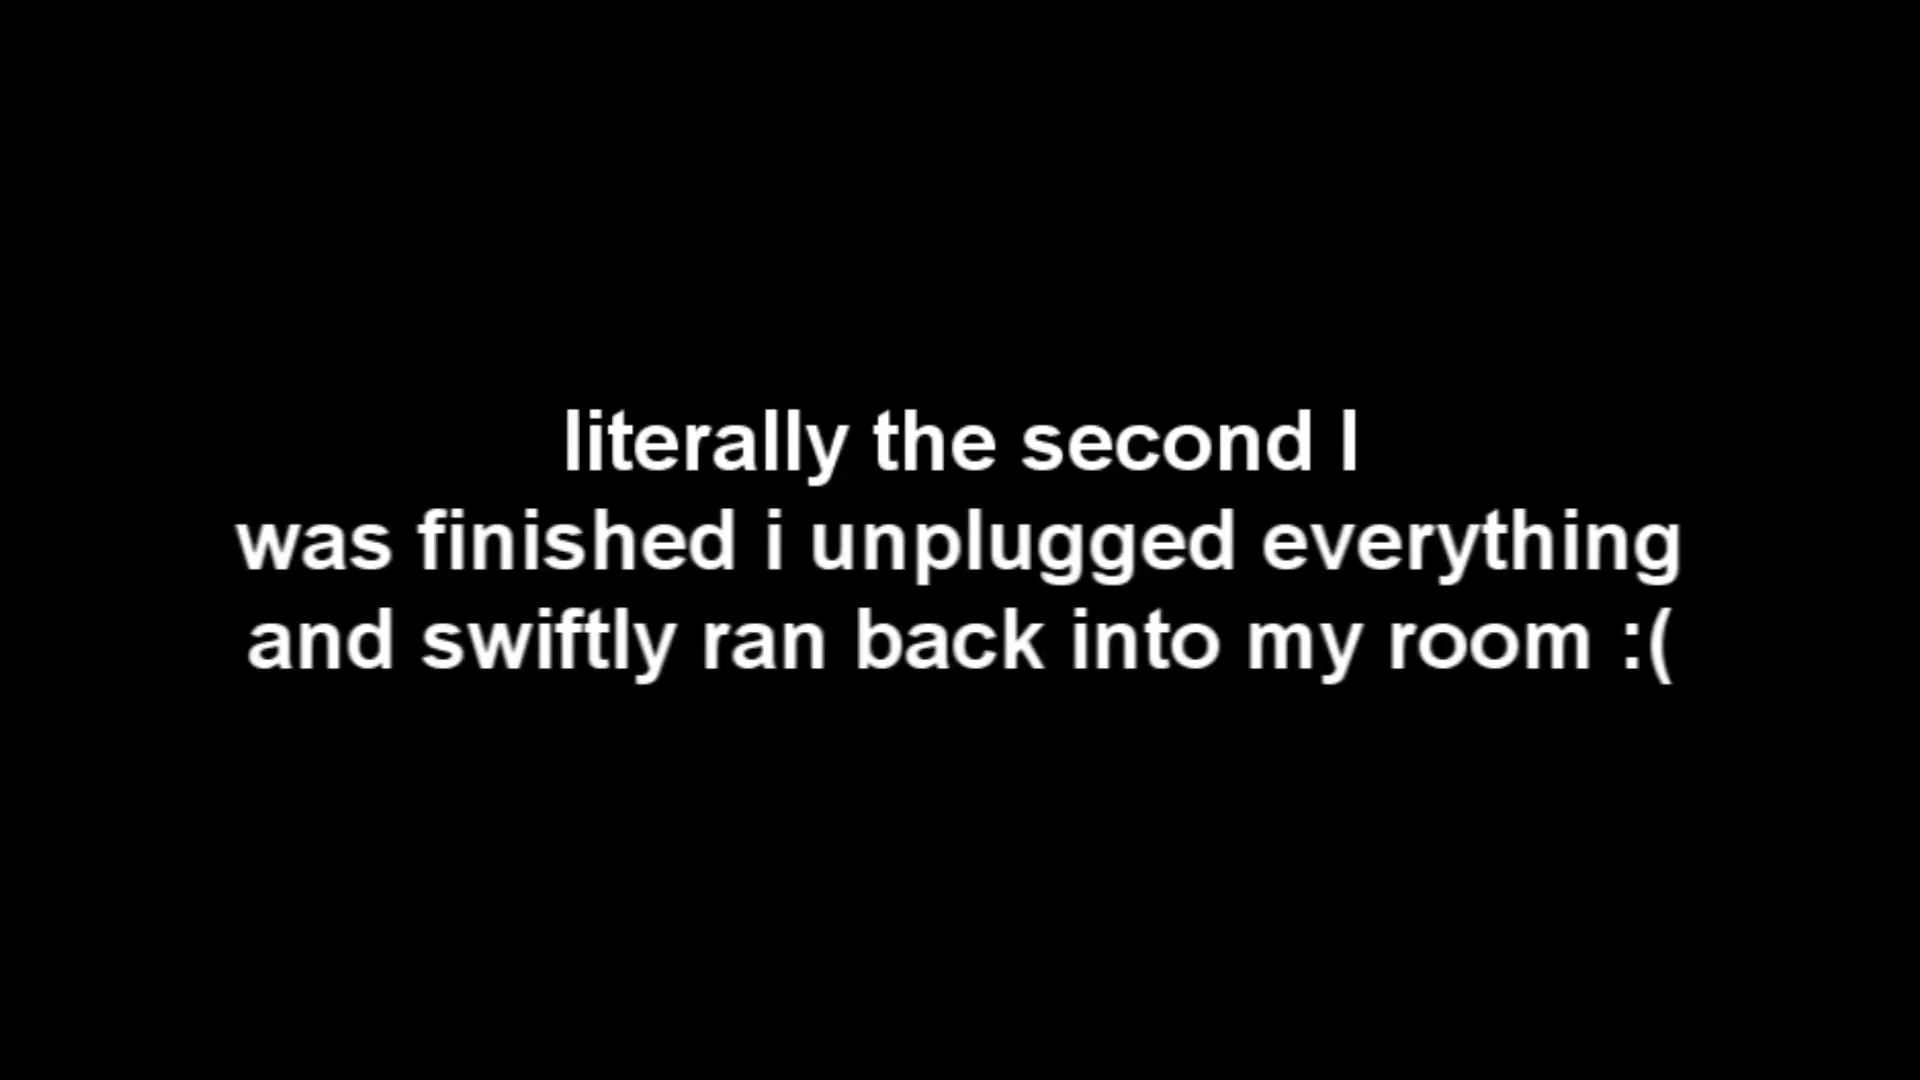 literally the second I
was finished i unplugged everything
and swiftly ran back into my room :(